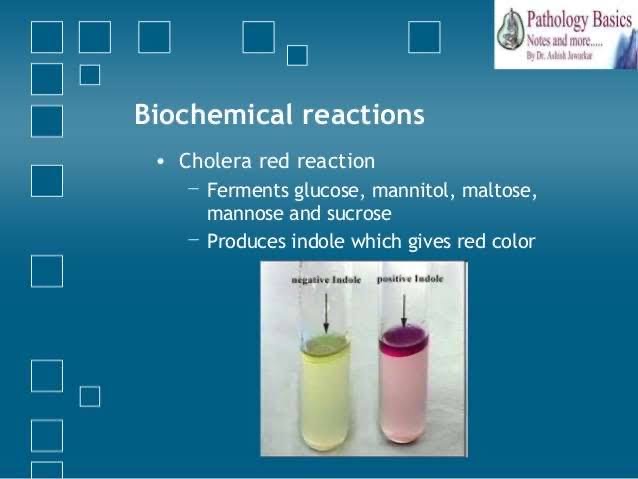 Pathology Basics
Notes and more.....
By Dr. Ashish Jawarkar
Biochemical reactions
• Cholera red reaction
– Ferments glucose, mannitol, maltose,
mannose and sucrose
– Produces indole which gives red color
negative Indole positive Indole